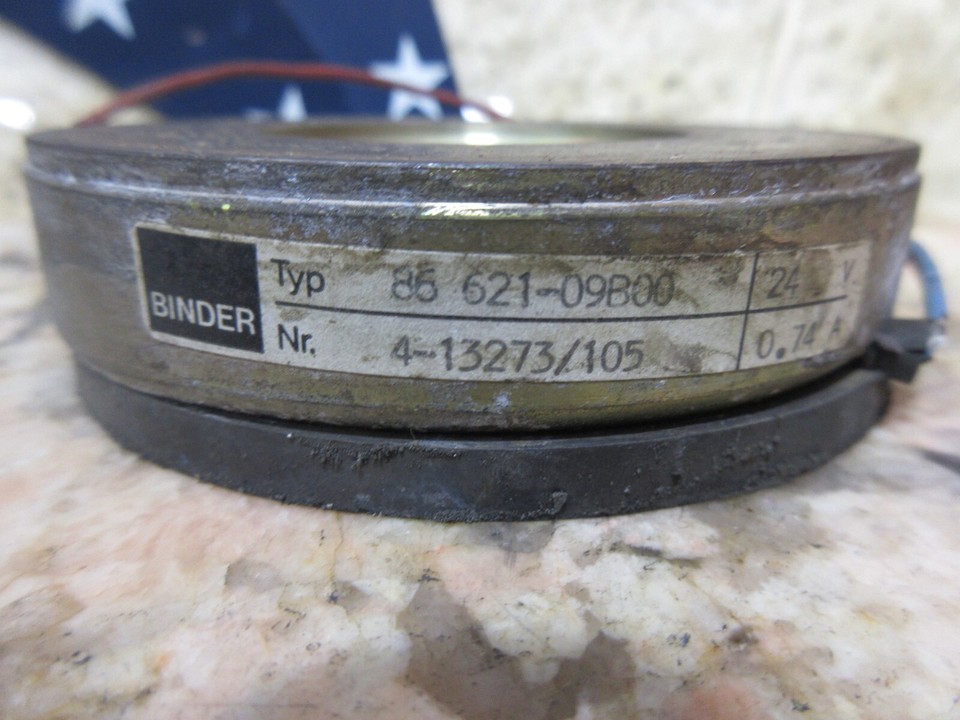 BINDER
Typ 86 621-09B00 24 V
Nr. 4-13273/105 0.74 A